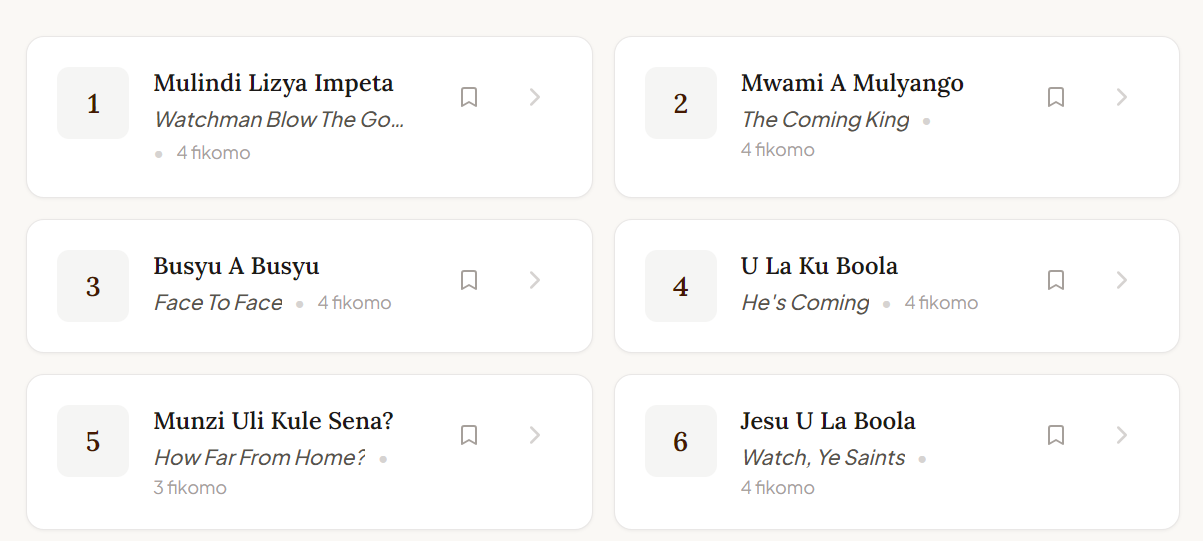 1
Mulindi Lizya Impeta
Watchman Blow The Go...
• 4 fikomo
2
Mwami A Mulyango
The Coming King •
4 fikomo
3
Busyu A Busyu
Face To Face • 4 fikomo
4
U La Ku Boola
He's Coming • 4 fikomo
5
Munzi Uli Kule Sena?
How Far From Home? •
3 fikomo
6
Jesu U La Boola
Watch, Ye Saints •
4 fikomo